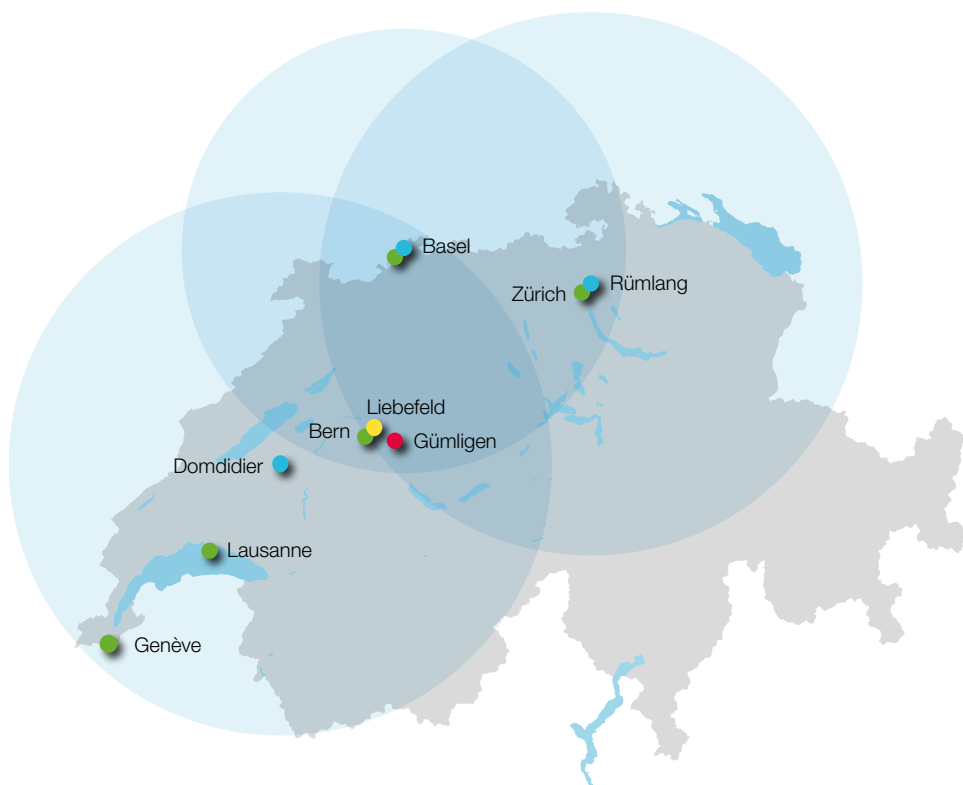 Basel
Zürich
Rümlang
Liebefeld
Bern
Gümligen
Domdidier
Lausanne
Genève